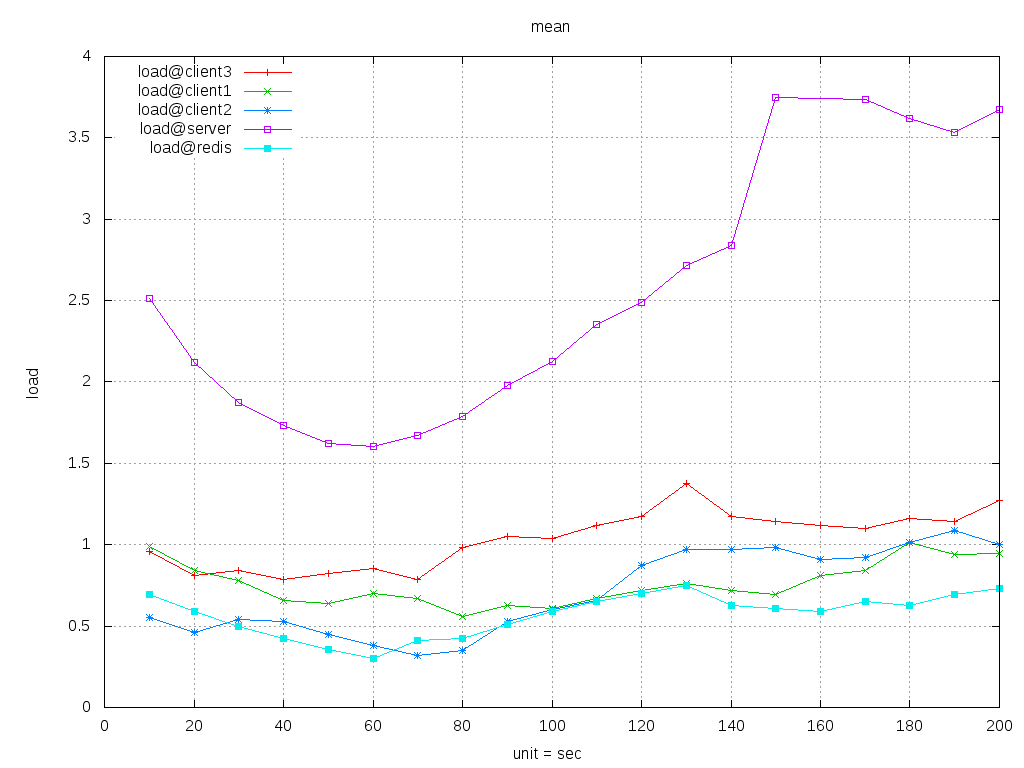 mean
4
3.5
3
2.5
2
1.5
1
0.5
0
load
load@client3
load@client1
load@client2
load@server
load@redis
0 20 40 60 80 100 120 140 160 180 200
unit = sec